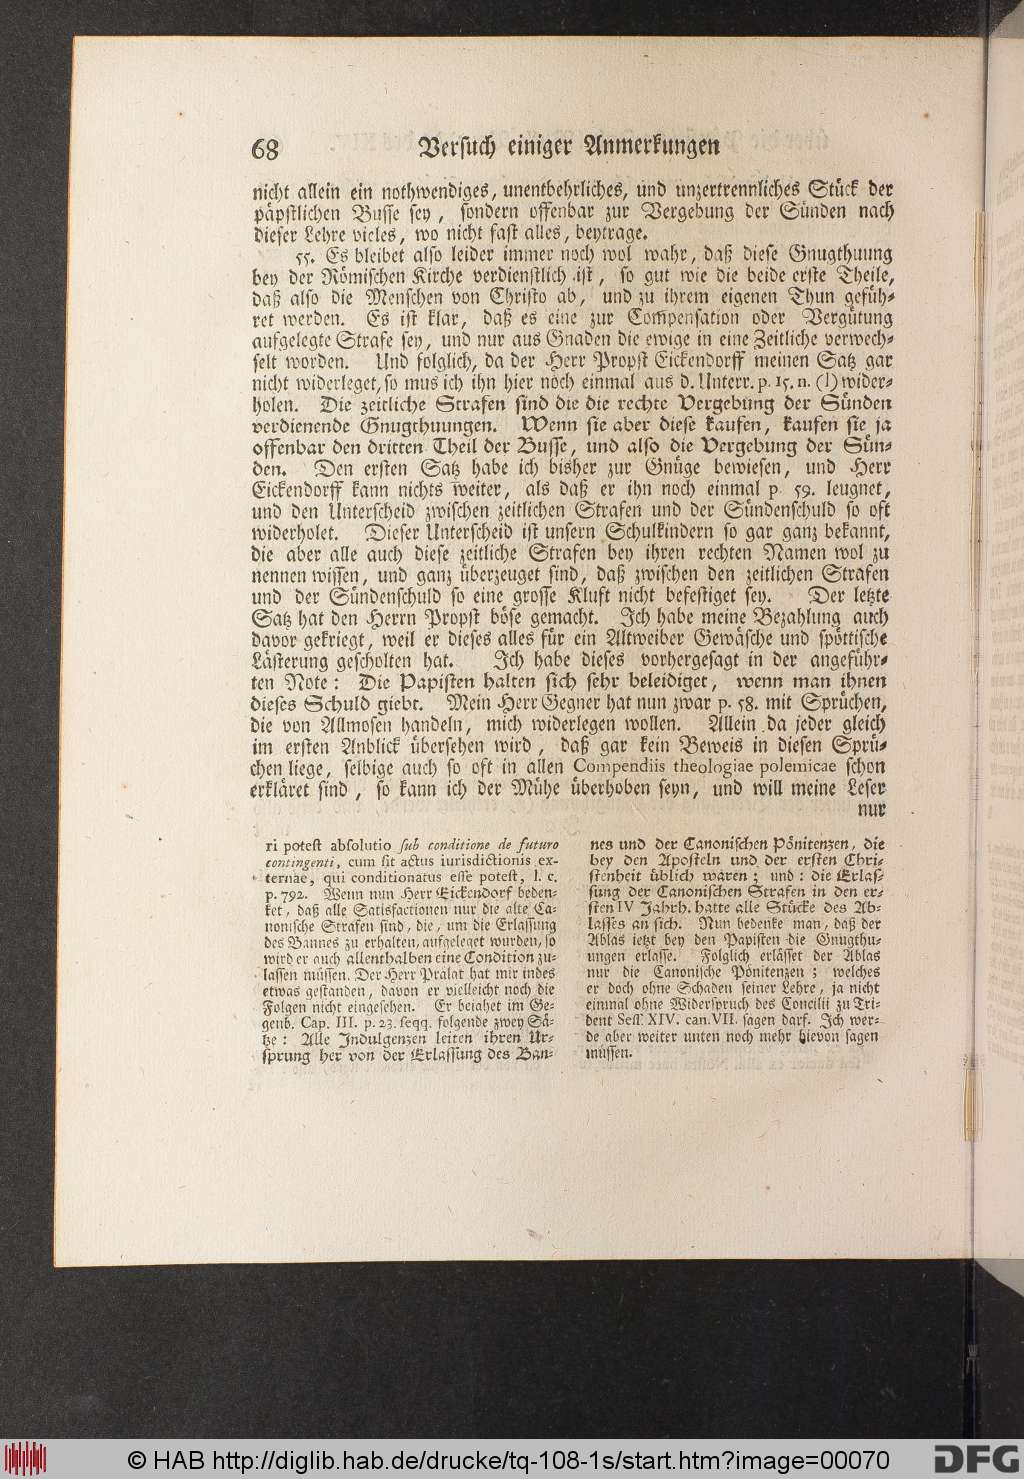 68 Versuch einiger Anmerkungen
nicht allein ein nothwendiges, unentbehrliches, und unzertrennliches Stück der
päpstlichen Busse sey, sondern offenbar zur Vergebung der Sünden nach
dieser Lehre vieles, wo nicht fast alles, beytrage.
55. Es bleibet also leider immer noch wol wahr, daß diese Gnugthuung
bey der Römischen Kirche verdienstlich ist, so gut wie die beide erste Theile,
daß also die Menschen von Christo ab, und zu ihrem eigenen Thun gefüh-
ret werden. Es ist klar, daß es eine zur Compensation oder Vergütung
aufgelegte Strafe sey, und nur aus Gnaden die ewige in eine Zeitliche verwech-
selt worden. Und folglich, da der Herr Propst Eickendorff meinen Satz gar
nicht widerleget, so mus ich ihn hier noch einmal aus d. Unterr. p. 15. n. (l) wider-
holen. Die zeitliche Strafen sind die die rechte Vergebung der Sünden
verdienende Gnugthuungen. Wenn sie aber diese kaufen, kaufen sie ja
offenbar den dritten Theil der Busse, und also die Vergebung der Sün-
den. Den ersten Satz habe ich bisher zur Gnüge bewiesen, und Herr
Eickendorff kann nichts weiter, als daß er ihn noch einmal p. 59. leugnet,
und den Unterscheid zwischen zeitlichen Strafen und der Sündenschuld so oft
widerholet. Dieser Unterscheid ist unsern Schulkindern so gar ganz bekannt,
die aber alle auch diese zeitliche Strafen bey ihren rechten Namen wol zu
nennen wissen, und ganz überzeuget sind, daß zwischen den zeitlichen Strafen
und der Sündenschuld so eine grosse Kluft nicht befestiget sey. Der letzte
Satz hat den Herrn Propst böse gemacht. Ich habe meine Bezahlung auch
davor gekriegt, weil er dieses alles für ein Altweiber Gewäsche und spöttische
Lästerung gescholten hat. Ich habe dieses vorhergesagt in der angeführ-
ten Note: Die Papisten halten sich sehr beleidiget, wenn man ihnen
dieses Schuld giebt. Mein Herr Gegner hat nun zwar p. 58. mit Sprüchen,
die von Allmosen handeln, mich widerlegen wollen. Allein da jeder gleich
im ersten Anblick übersehen wird, daß gar kein Beweis in diesen Sprü-
chen liege, selbige auch so oft in allen Compendiis theologiae polemicae schon
erkläret sind, so kann ich der Mühe überhoben seyn, und will meine Leser
nur
ri potest absolutio sub conditione de futuro
contingenti, cum sit actus iurisdictionis ex-
ternae, qui conditionatus esse potest, l. c.
p. 792. Wenn nun Herr Eickendorf beden-
ket, daß alle Satisfactionen nur die alte Ca-
nonische Strafen sind, die, um die Erlassung
des Bannes zu erhalten, aufgeleget wurden, so
wird er auch allenthalben eine Condition zu-
lassen müssen. Der Herr Prälat hat mir indes
etwas gestanden, davon er vielleicht noch die
Folgen nicht eingesehen. Er bejahet im Ge-
genb. Cap. III. p. 23. seqq. folgende zwey Sä-
tze: Alle Indulgenzen leiten ihren Ur-
sprung her von der Erlassung des Ban-
nes und der Canonischen Pönitenzen, die
bey den Aposteln und der ersten Chri-
stenheit üblich waren; und: die Erlas-
sung der Canonischen Strafen in den er-
sten IV Jahrh. hatte alle Stücke des Ab-
lasses an sich. Nun bedenke man, daß der
Ablas ietzt bey den Papisten die Gnugthu-
ungen erlasse. Folglich erlässet der Ablas
nur die Canonische Pönitenzen; welches
er doch ohne Schaden seiner Lehre, ja nicht
einmal ohne Widerspruch des Concilii zu Tri-
dent Sess. XIV. can. VII. sagen darf. Ich wer-
de aber weiter unten noch mehr hievon sagen
müssen.
© HAB http://diglib.hab.de/drucke/tq-108-1s/start.htm?image=00070
DFG